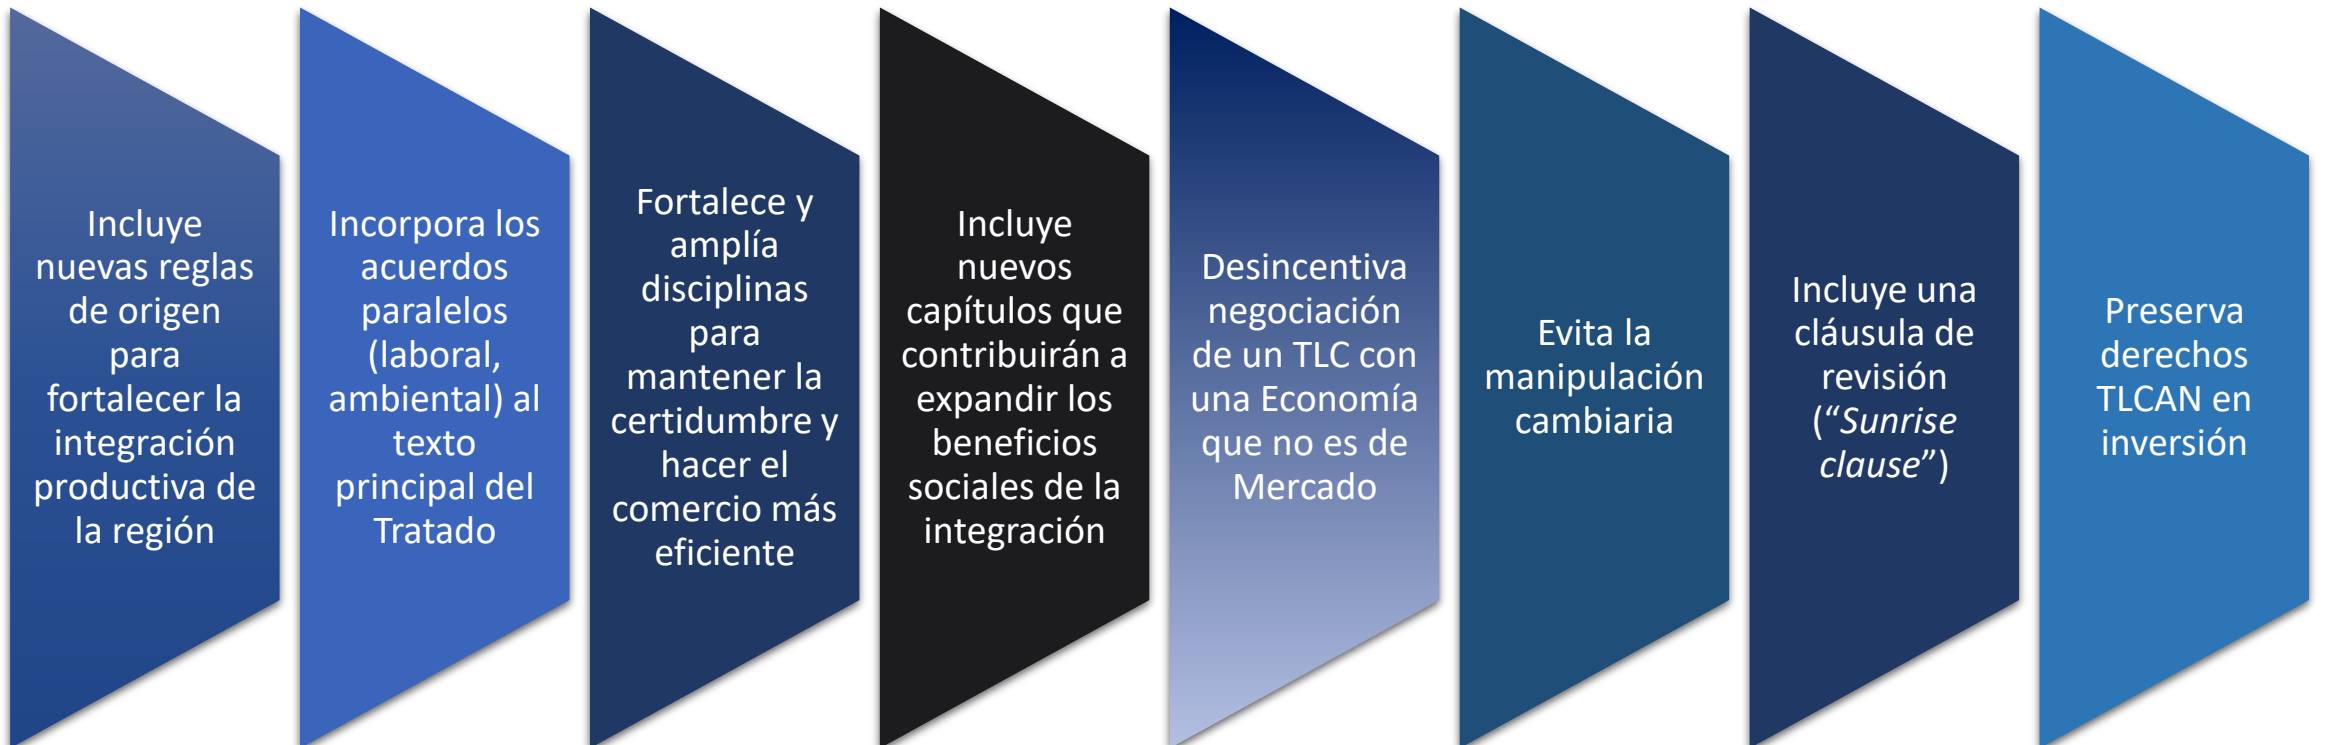 Incluye
nuevas reglas
de origen
para
fortalecer la
integración
productiva de
la región
Incorpora los
acuerdos
paralelos
(laboral,
ambiental) al
texto
principal del
Tratado
Fortalece y
amplía
disciplinas
para
mantener la
certidumbre y
hacer el
comercio más
eficiente
Incluye
nuevos
capítulos que
contribuirán a
expandir los
beneficios
sociales de la
integración
Desincentiva
negociación
de un TLC con
una Economía
que no es de
Mercado
Evita la
manipulación
cambiaria
Incluye una
cláusula de
revisión
(“Sunrise
clause”)
Preserva
derechos
TLCAN en
inversión